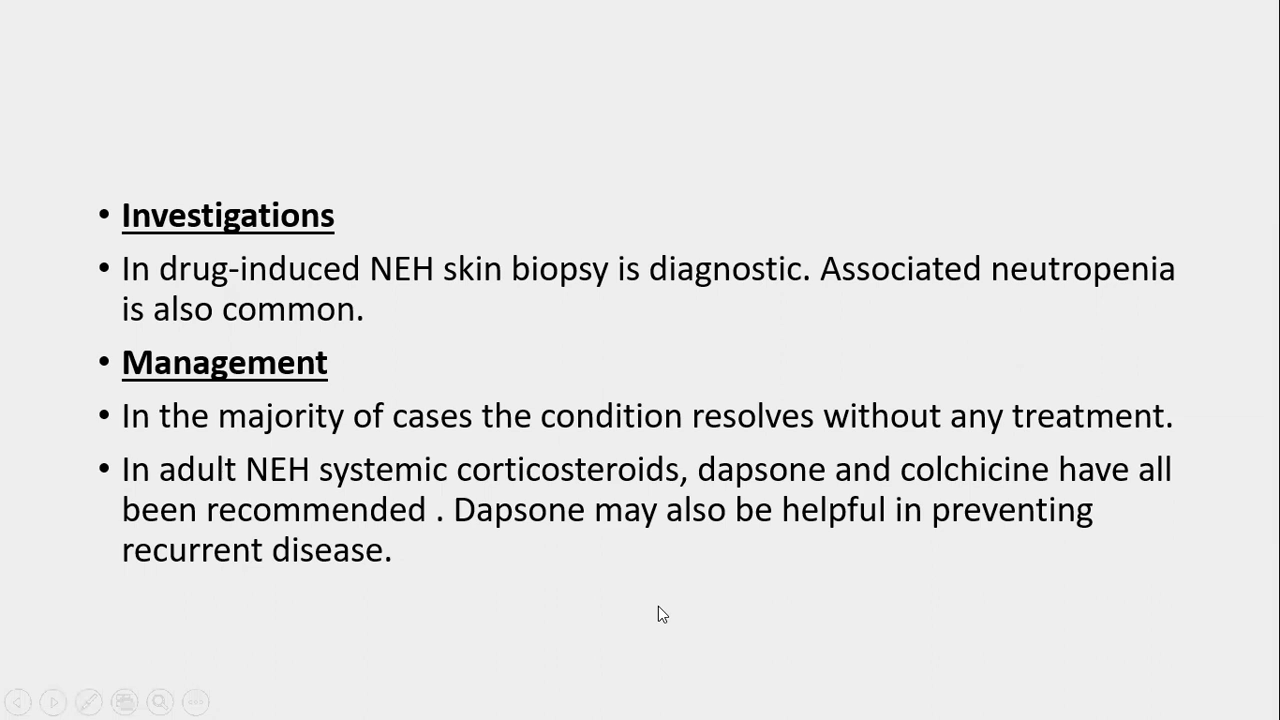 • Investigations
• In drug-induced NEH skin biopsy is diagnostic. Associated neutropenia
is also common.
• Management
• In the majority of cases the condition resolves without any treatment.
• In adult NEH systemic corticosteroids, dapsone and colchicine have all
been recommended . Dapsone may also be helpful in preventing
recurrent disease.